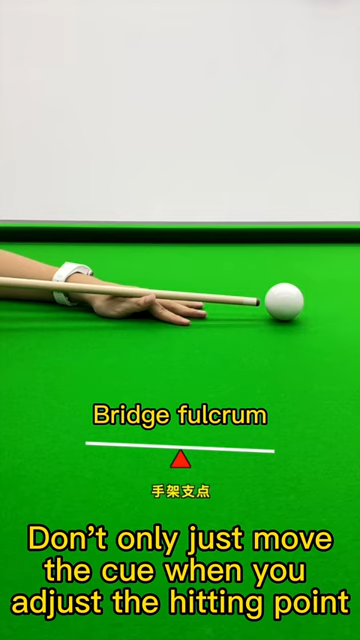 Bridge fulcrum
手架支点
Don't only just move
the cue when you
adjust the hitting point